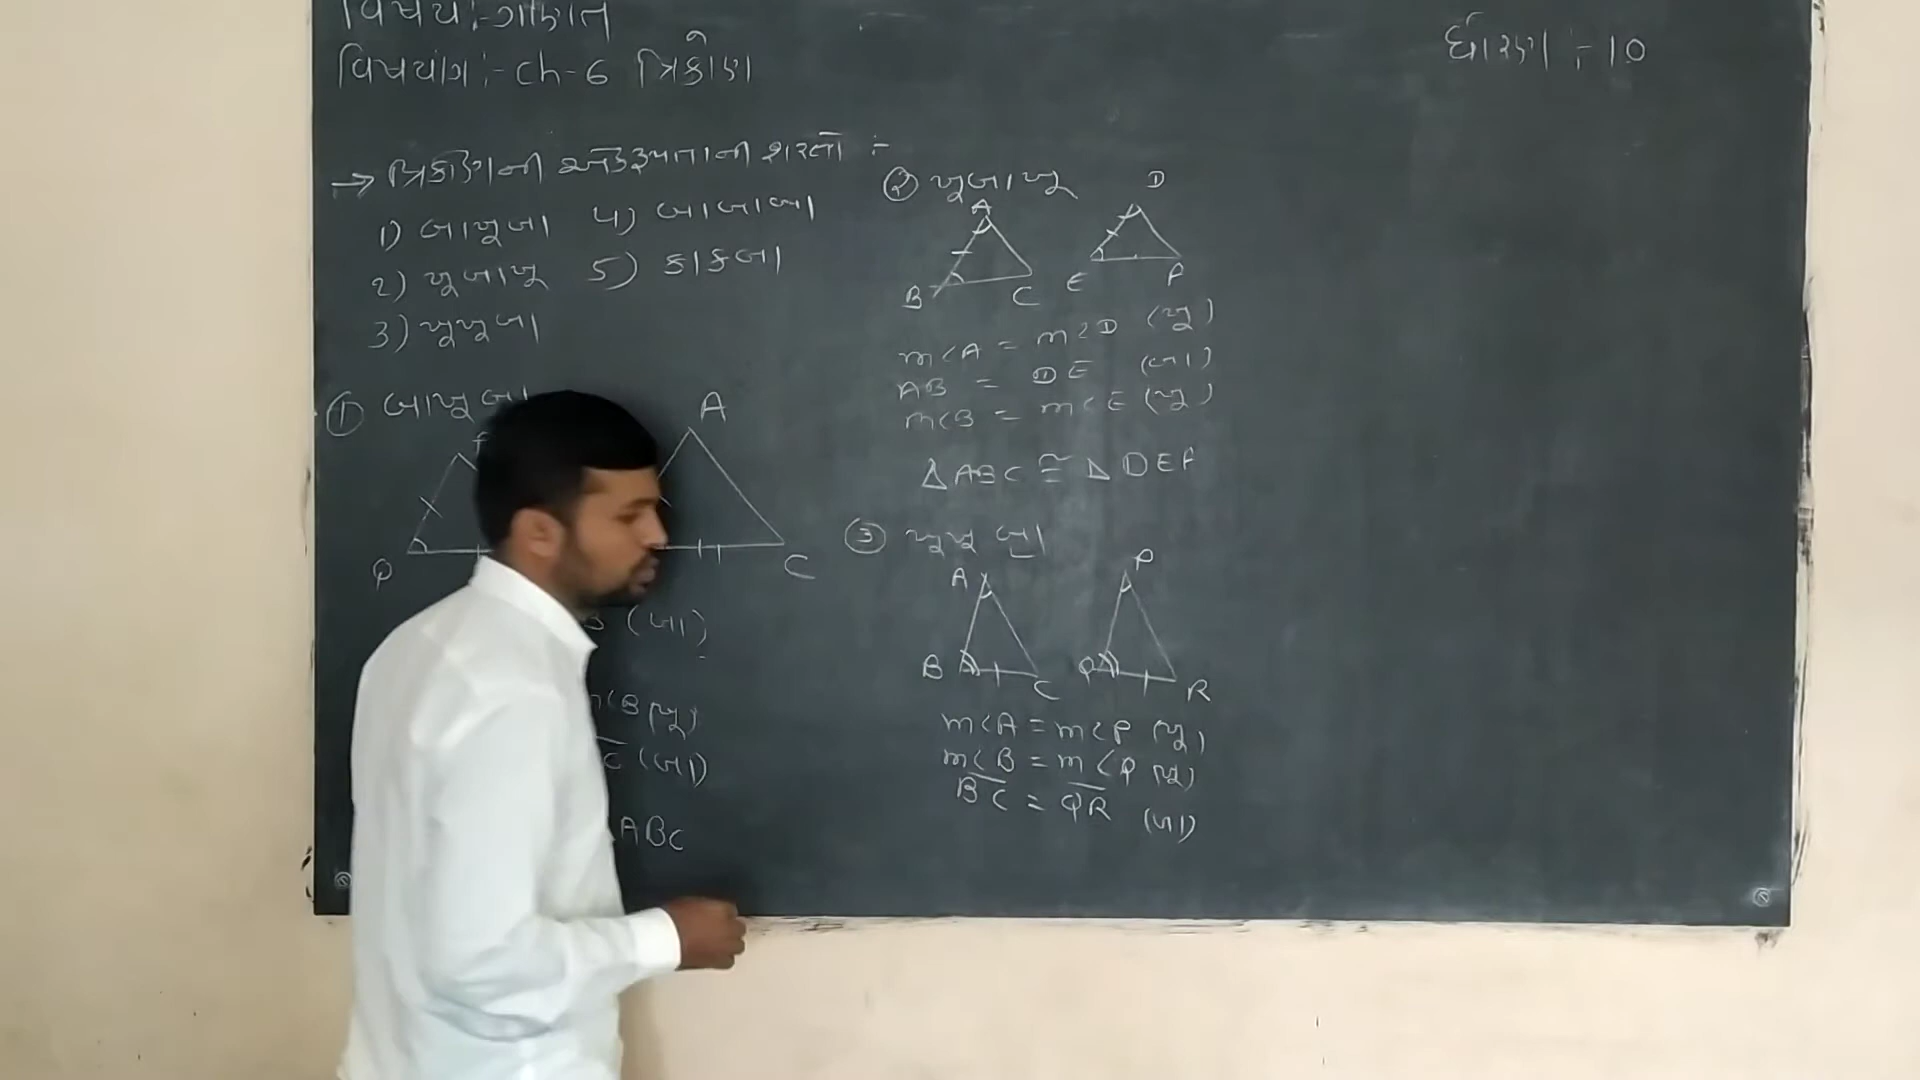 વિષય :- ગણિત
વિષયાંગ :- Ch-6 ત્રિકોણ
ધોરણ :- 10
→ ત્રિકોણની એકરૂપતાની શરતો :-
1) બાખૂબા 4) બાબાબા
2) ખૂબાખૂ 5) કાકબા
3) ખૂખૂબા
① બાખૂબા
A
Q
C
B (બા)
m<B (ખૂ)
C (બા)
ABC
② ખૂબાખૂ
A D
B C E F
m<A = m<D (ખૂ)
AB = DE (બા)
m<B = m<E (ખૂ)
△ABC ≅ △DEF
③ ખૂખૂબા
A P
B C Q R
m<A = m<P (ખૂ)
m<B = m<Q (ખૂ)
BC = QR (બા)